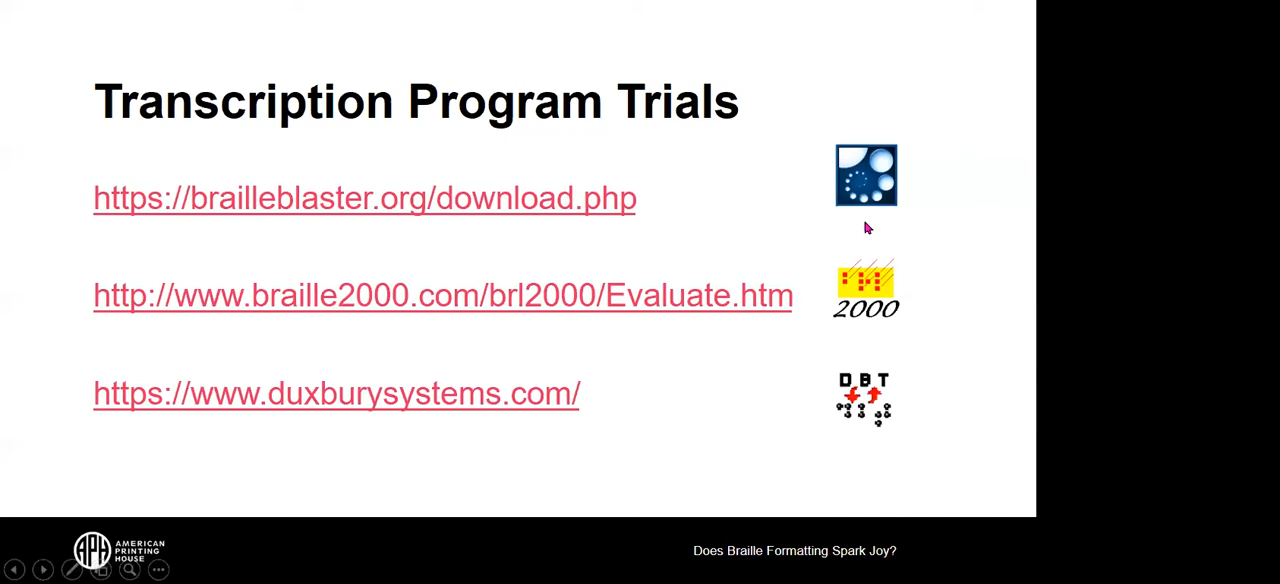 Transcription Program Trials
https://brailleblaster.org/download.php
http://www.braille2000.com/brl2000/Evaluate.htm
2000
https://www.duxburysystems.com/
D B T
APH
AMERICAN
PRINTING
HOUSE
Does Braille Formatting Spark Joy?